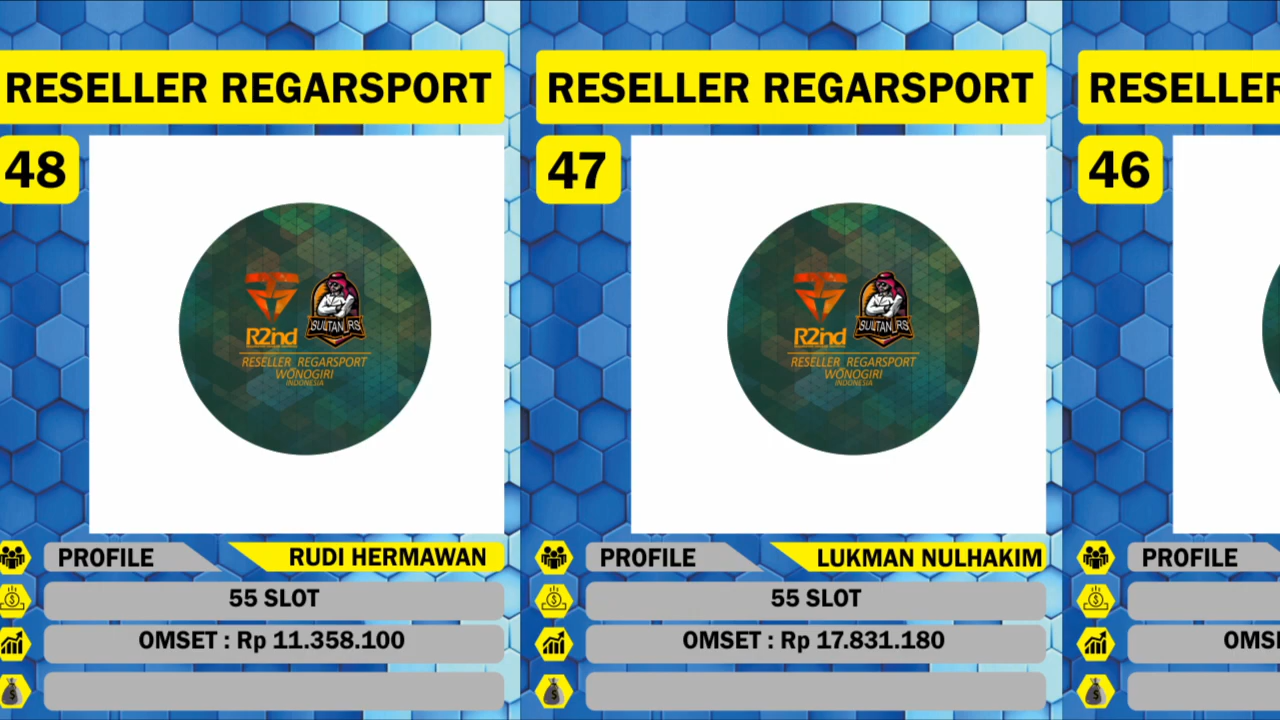 RESELLER REGARSPORT
48
R2nd
SULTAN RS
RESELLER REGARSPORT
WONOGIRI
INDONESIA
PROFILE
RUDI HERMAWAN
55 SLOT
OMSET : Rp 11.358.100
RESELLER REGARSPORT
47
R2nd
SULTAN RS
RESELLER REGARSPORT
WONOGIRI
INDONESIA
PROFILE
LUKMAN NULHAKIM
55 SLOT
OMSET : Rp 17.831.180
RESELLER
46
PROFILE